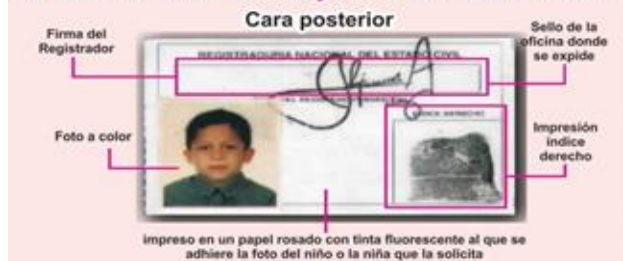 Cara posterior
Firma del
Registrador
Sello de la
oficina donde
se expide
REGISTRADURIA NACIONAL DEL ESTADO CIVIL
INDICE DERECHO
Foto a color
Impresión
indice
derecho
impreso en un papel rosado con tinta fluorescente al que se
adhiere la foto del niño o la niña que la solicita